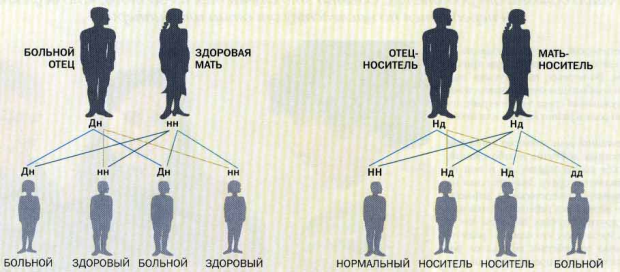 БОЛЬНОЙ
ОТЕЦ
ЗДОРОВАЯ
МАТЬ
Дн
нн
Дн
нн
Дн
нн
БОЛЬНОЙ
ЗДОРОВЫЙ
БОЛЬНОЙ
ЗДОРОВЫЙ
ОТЕЦ-
НОСИТЕЛЬ
МАТЬ-
НОСИТЕЛЬ
Нд
Нд
НН
Нд
Нд
дд
НОРМАЛЬНЫЙ
НОСИТЕЛЬ
НОСИТЕЛЬ
БОЛЬНОЙ